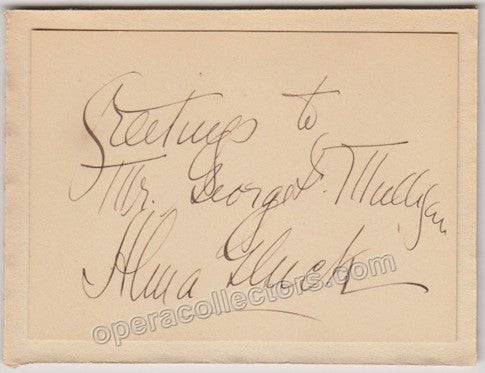 Greetings to
Mr. George S. Mulligan
Alma Gluck
operacollectors.com